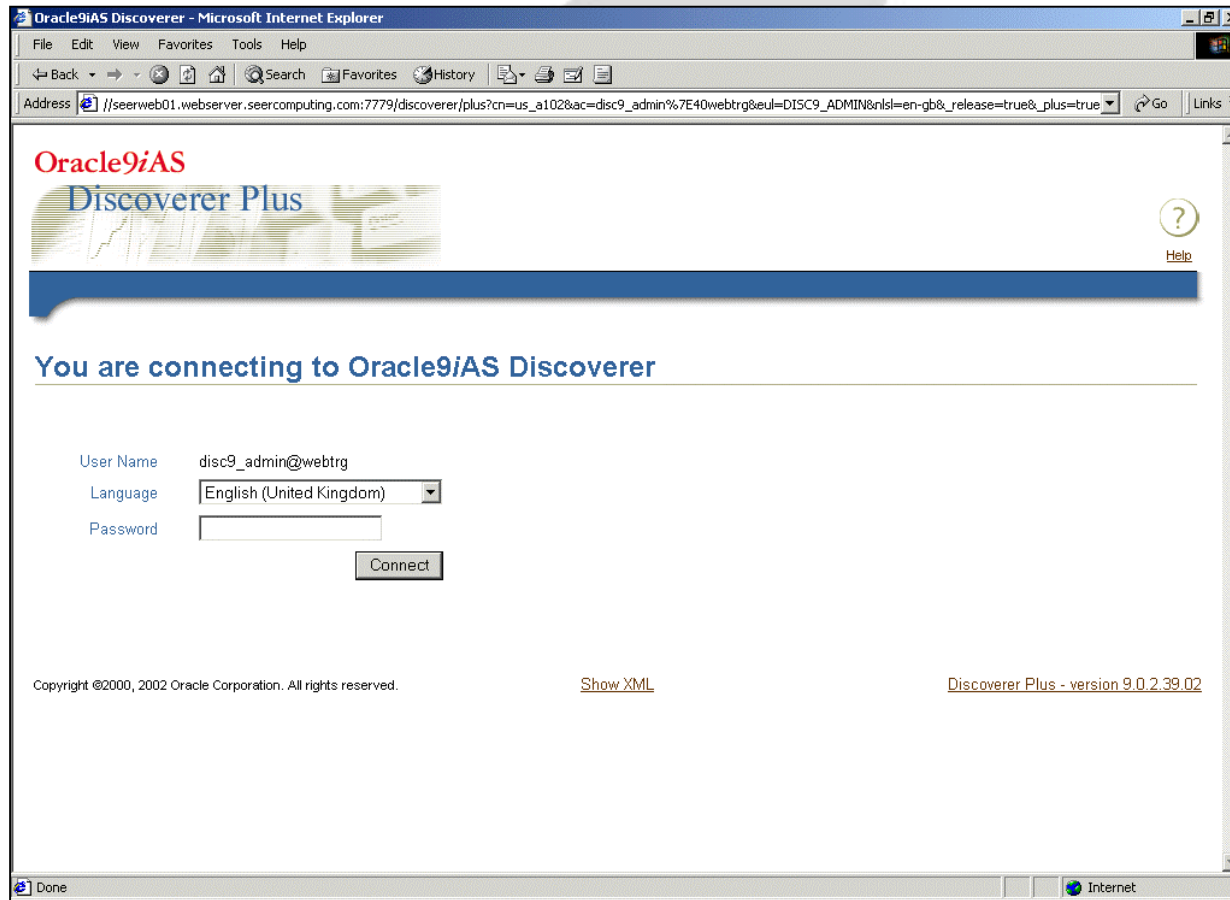 Oracle9iAS Discoverer - Microsoft Internet Explorer
File Edit View Favorites Tools Help
Back Search Favorites History
Address //seerweb01.webserver.seercomputing.com:7779/discoverer/plus?cn=us_a102&ac=disc9_admin%7E40webtrg&eul=DISC9_ADMIN&nlsl=en-gb&_release=true&_plus=true Go Links
Oracle9iAS
Discoverer Plus
?
Help
You are connecting to Oracle9iAS Discoverer
User Name disc9_admin@webtrg
Language English (United Kingdom)
Password
Connect
Copyright ©2000, 2002 Oracle Corporation. All rights reserved. Show XML Discoverer Plus - version 9.0.2.39.02
Done Internet